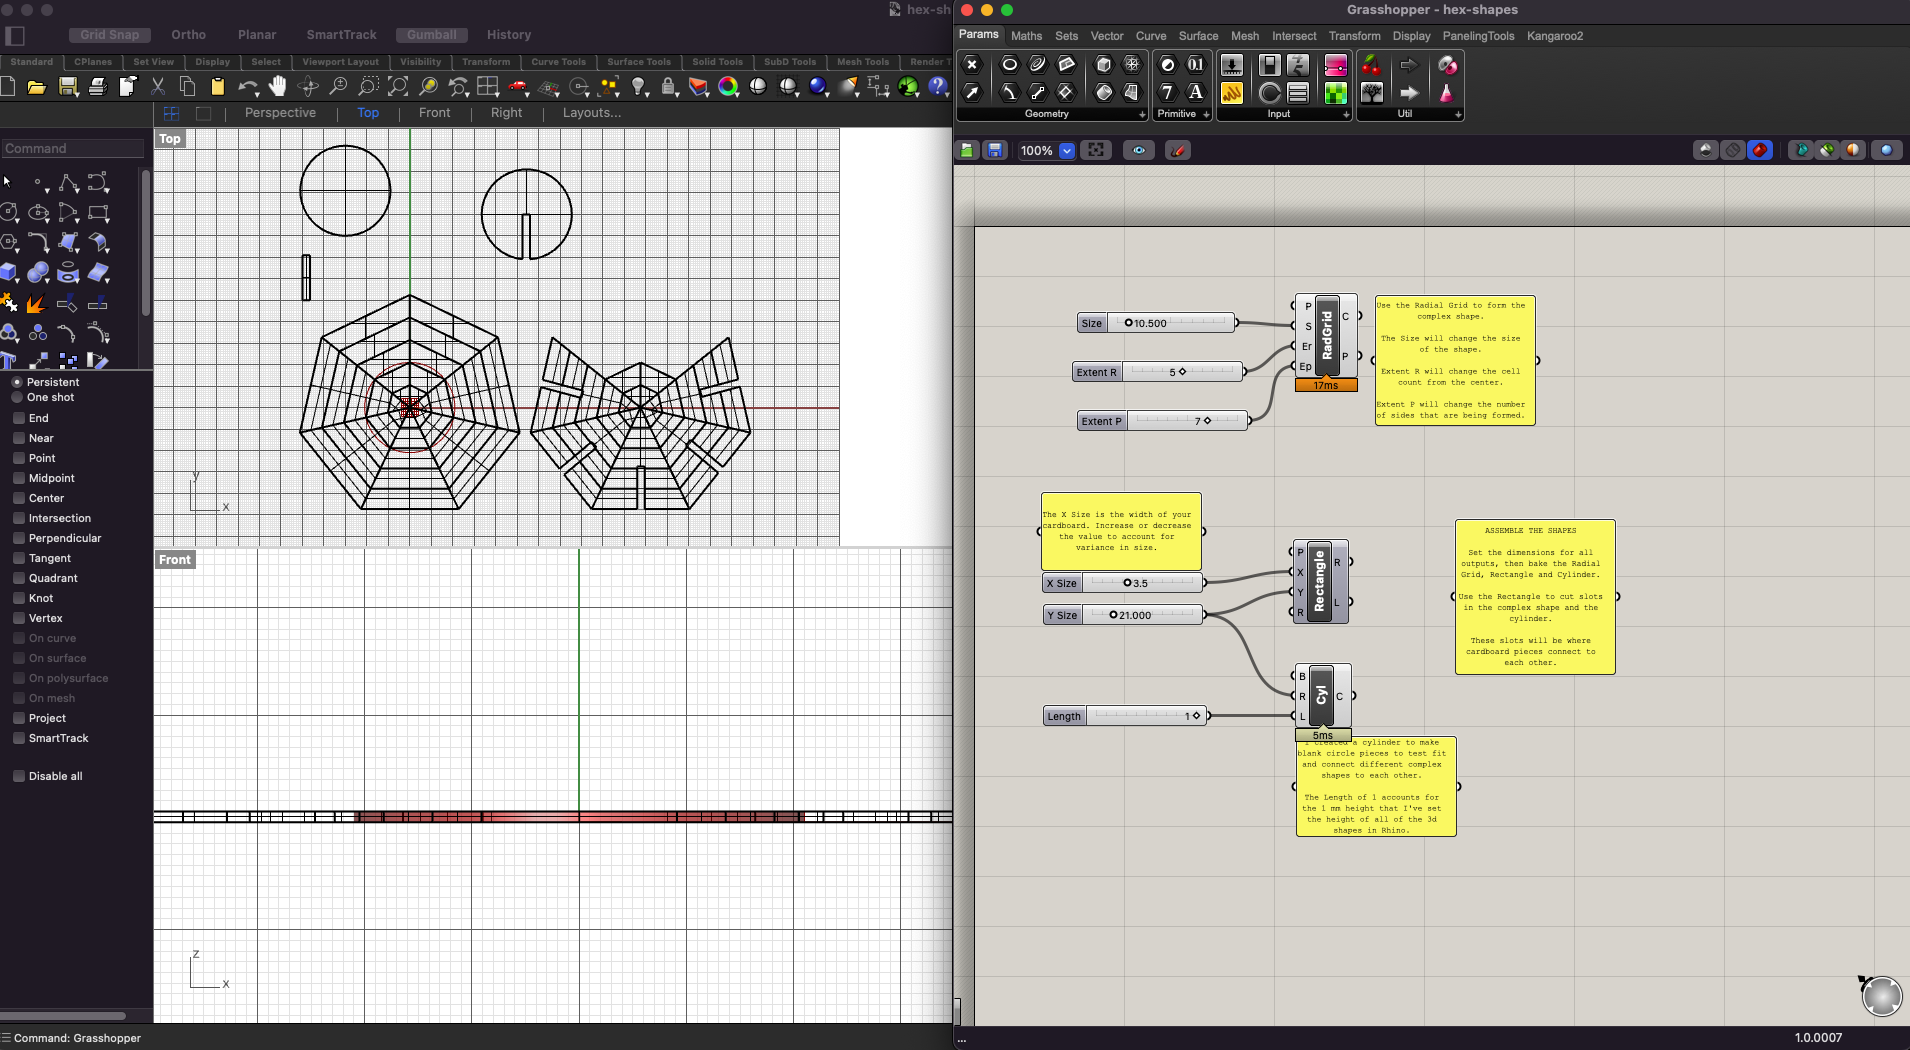 hex-sh
Grid Snap Ortho Planar SmartTrack Gumball History
Standard CPlanes Set View Display Select Viewport Layout Visibility Transform Curve Tools Surface Tools Solid Tools SubD Tools Mesh Tools Render T
Perspective Top Front Right Layouts...
Command
Top
y
x
Persistent
One shot
End
Near
Point
Midpoint
Center
Intersection
Perpendicular
Tangent
Quadrant
Knot
Vertex
On curve
On surface
On polysurface
On mesh
Project
SmartTrack
Disable all
Front
z
x
Command: Grasshopper
Grasshopper - hex-shapes
Params Maths Sets Vector Curve Surface Mesh Intersect Transform Display PanelingTools Kangaroo2
Geometry Primitive Input Util
100%
Size 10.500
Extent R 5
Extent P 7
P
S
Er
Ep
RadGrid
C
P
17ms
Use the Radial Grid to form the
complex shape.
The Size will change the size
of the shape.
Extent R will change the cell
count from the center.
Extent P will change the number
of sides that are being formed.
The X Size is the width of your
cardboard. Increase or decrease
the value to account for
variance in size.
X Size 3.5
Y Size 21.000
P
X
Y
R
Rectangle
R
L
ASSEMBLE THE SHAPES
Set the dimensions for all
outputs, then bake the Radial
Grid, Rectangle and Cylinder.
Use the Rectangle to cut slots
in the complex shape and the
cylinder.
These slots will be where
cardboard pieces connect to
each other.
Length 1
B
R
L
Cyl
C
5ms
I created a cylinder to make
blank circle pieces to test fit
and connect different complex
shapes to each other.
The Length of 1 accounts for
the 1 mm height that I've set
the height of all of the 3d
shapes in Rhino.
...
1.0.0007